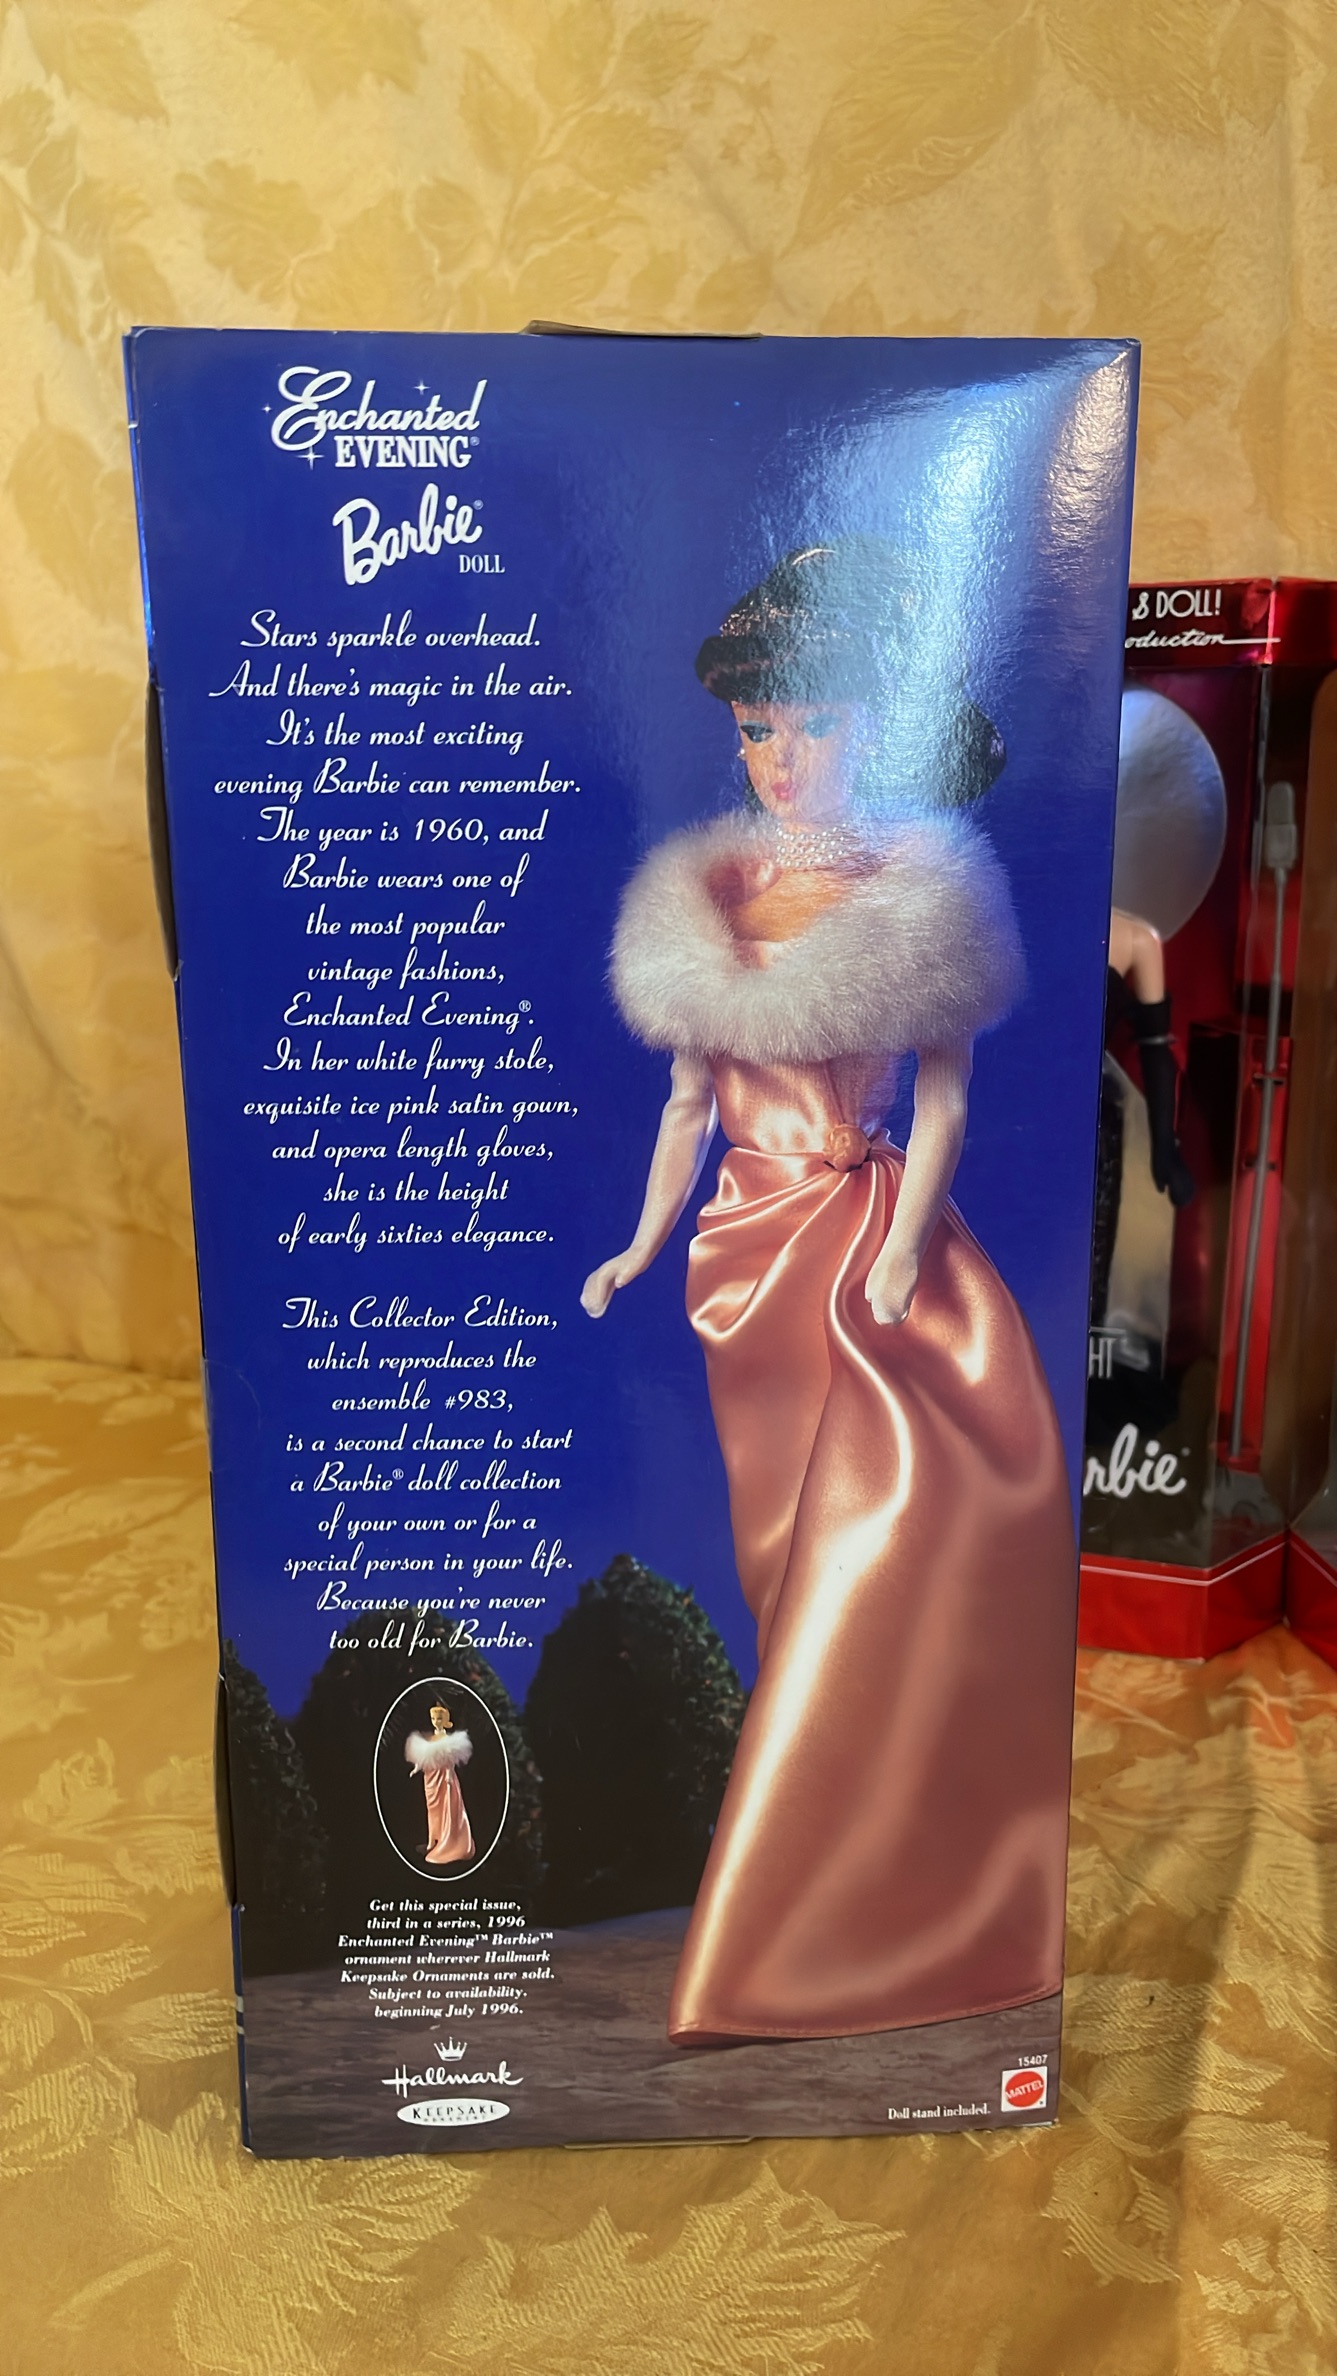 Enchanted
EVENING®
Barbie®
DOLL
Stars sparkle overhead.
And there's magic in the air.
It's the most exciting
evening Barbie can remember.
The year is 1960, and
Barbie wears one of
the most popular
vintage fashions,
Enchanted Evening®.
In her white furry stole,
exquisite ice pink satin gown,
and opera length gloves,
she is the height
of early sixties elegance.
This Collector Edition,
which reproduces the
ensemble #983,
is a second chance to start
a Barbie® doll collection
of your own or for a
special person in your life.
Because you're never
too old for Barbie.
Get this special issue,
third in a series, 1996
Enchanted Evening™ Barbie™
ornament wherever Hallmark
Keepsake Ornaments are sold.
Subject to availability.
beginning July 1996.
Hallmark
KEEPSAKE
Doll stand included.
15407
MATTEL
S DOLL!
oduction
HT
rbie